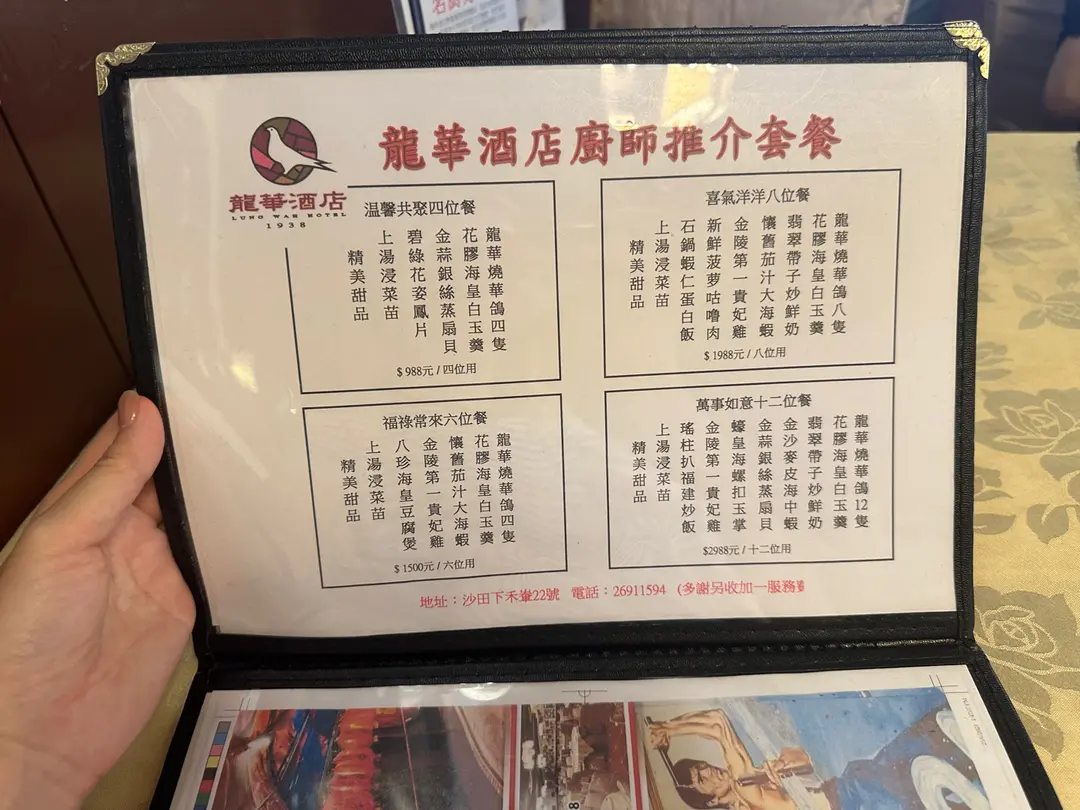 龍華酒店廚師推介套餐
龍華酒店
LUNG WAH HOTEL
1938
温馨共聚四位餐
龍華燒華鴿四隻
花膠海皇白玉羹
金蒜銀絲蒸扇貝
碧綠花姿鳳片
上湯浸菜苗
精美甜品
$988元/四位用
喜氣洋洋八位餐
龍華燒華鴿八隻
花膠海皇白玉羹
翡翠帶子炒鮮奶
懷舊茄汁大海蝦
金陵第一貴妃雞
新鮮菠萝咕嚕肉
石鍋蝦仁蛋白飯
上湯浸菜苗
精美甜品
$1988元/八位用
福祿常來六位餐
龍華燒華鴿四隻
花膠海皇白玉羹
懷舊茄汁大海蝦
金陵第一貴妃雞
八珍海皇豆腐煲
上湯浸菜苗
精美甜品
$1500元/六位用
萬事如意十二位餐
龍華燒華鴿12隻
花膠海皇白玉羹
翡翠帶子炒鮮奶
金沙麥皮海中蝦
金蒜銀絲蒸扇貝
蠔皇海螺扣玉掌
金陵第一貴妃雞
瑤柱扒福建炒飯
上湯浸菜苗
精美甜品
$2988元/十二位用
地址：沙田下禾輋22號 電話：26911594 (多謝另收加一服務